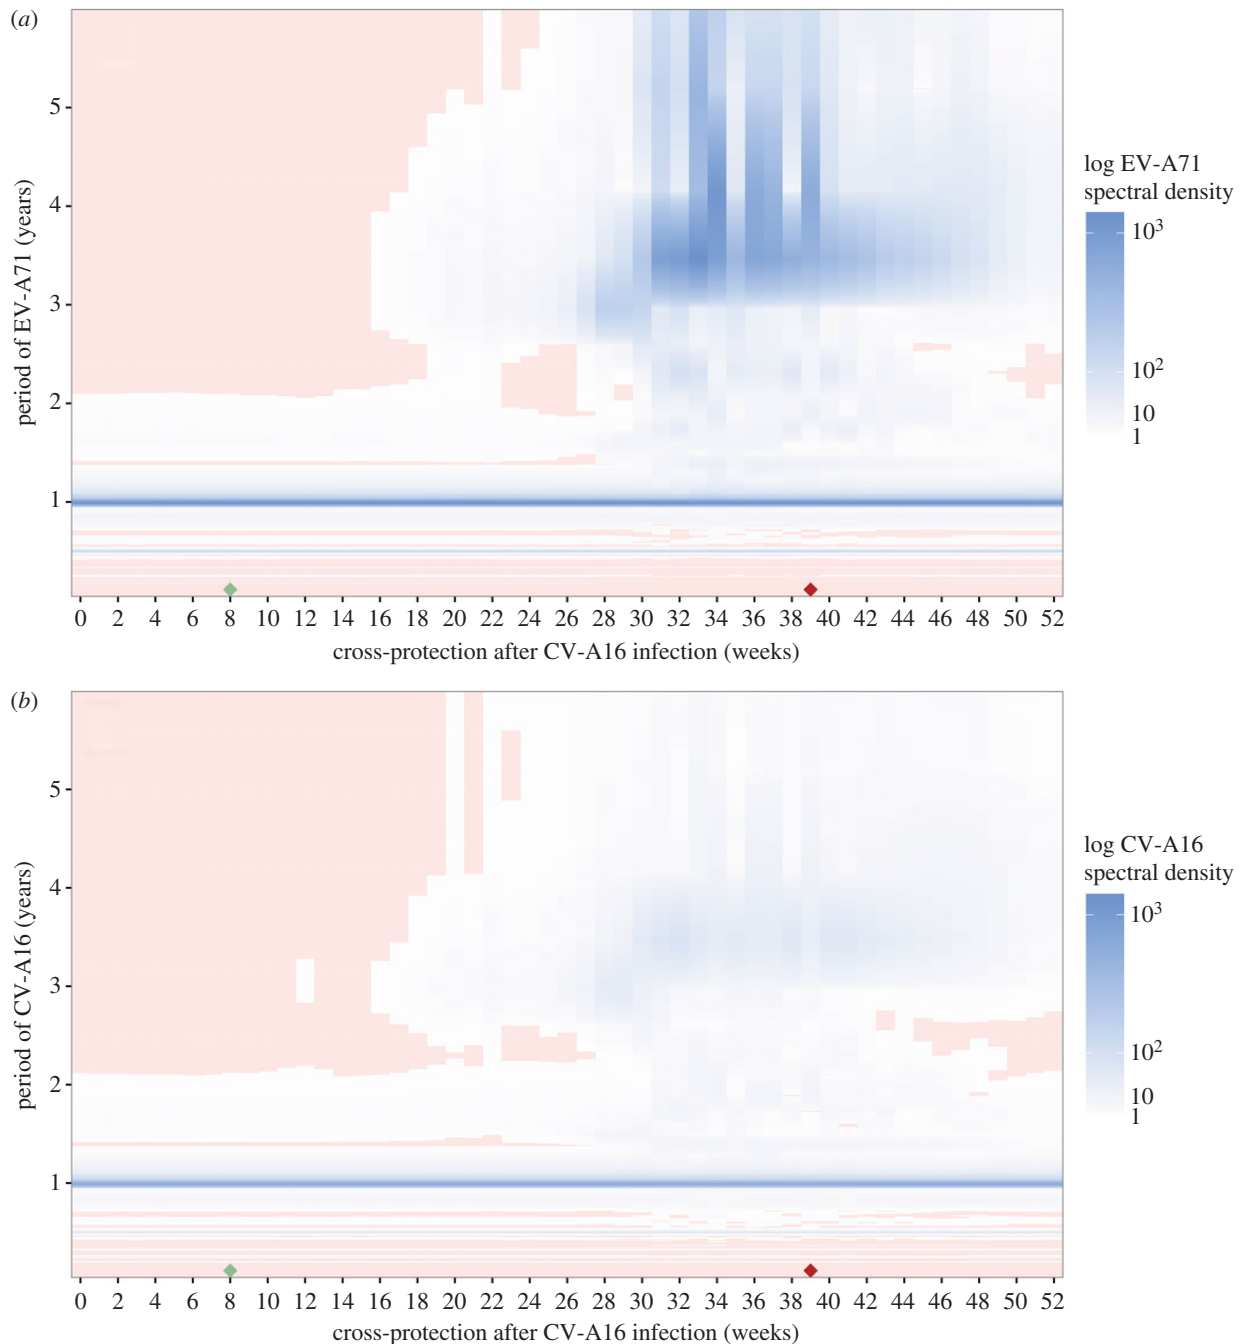 (a)
5
4
3
2
1
period of EV-A71 (years)
0 2 4 6 8 10 12 14 16 18 20 22 24 26 28 30 32 34 36 38 40 42 44 46 48 50 52
cross-protection after CV-A16 infection (weeks)
log EV-A71
spectral density
10³
10²
10
1
(b)
5
4
3
2
1
period of CV-A16 (years)
0 2 4 6 8 10 12 14 16 18 20 22 24 26 28 30 32 34 36 38 40 42 44 46 48 50 52
cross-protection after CV-A16 infection (weeks)
log CV-A16
spectral density
10³
10²
10
1